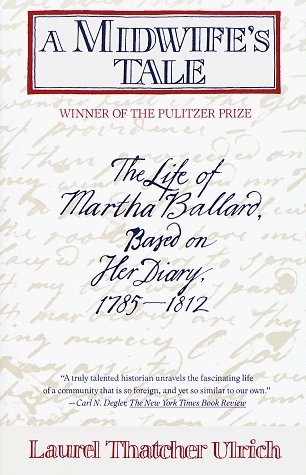 A MIDWIFE'S
TALE
WINNER OF THE PULITZER PRIZE
The Life of
Martha Ballard,
Based on
Her Diary,
1785–1812
"A truly talented historian unravels the fascinating life
of a community that is so foreign, and yet so similar to our own."
—Carl N. Degler, The New York Times Book Review
Laurel Thatcher Ulrich